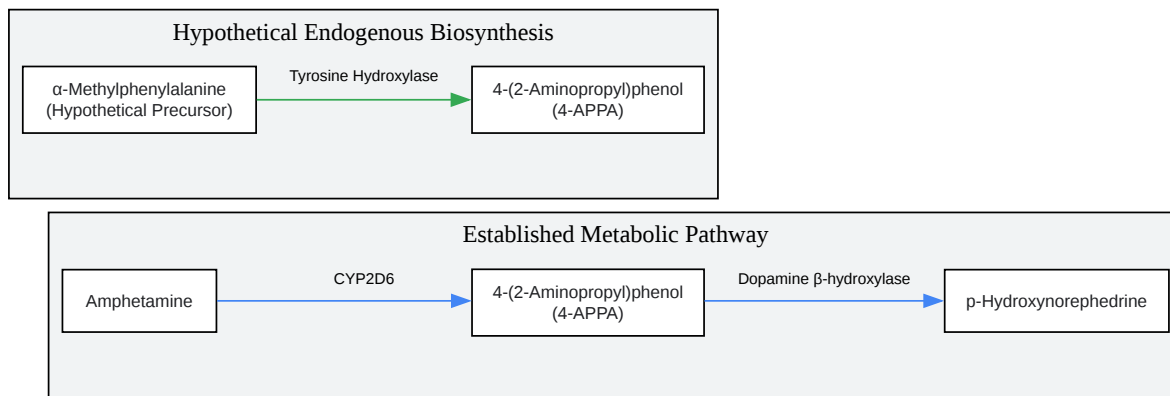 Hypothetical Endogenous Biosynthesis
α-Methylphenylalanine
(Hypothetical Precursor)
Tyrosine Hydroxylase
4-(2-Aminopropyl)phenol
(4-APPA)
Established Metabolic Pathway
Amphetamine
CYP2D6
4-(2-Aminopropyl)phenol
(4-APPA)
Dopamine β-hydroxylase
p-Hydroxynorephedrine